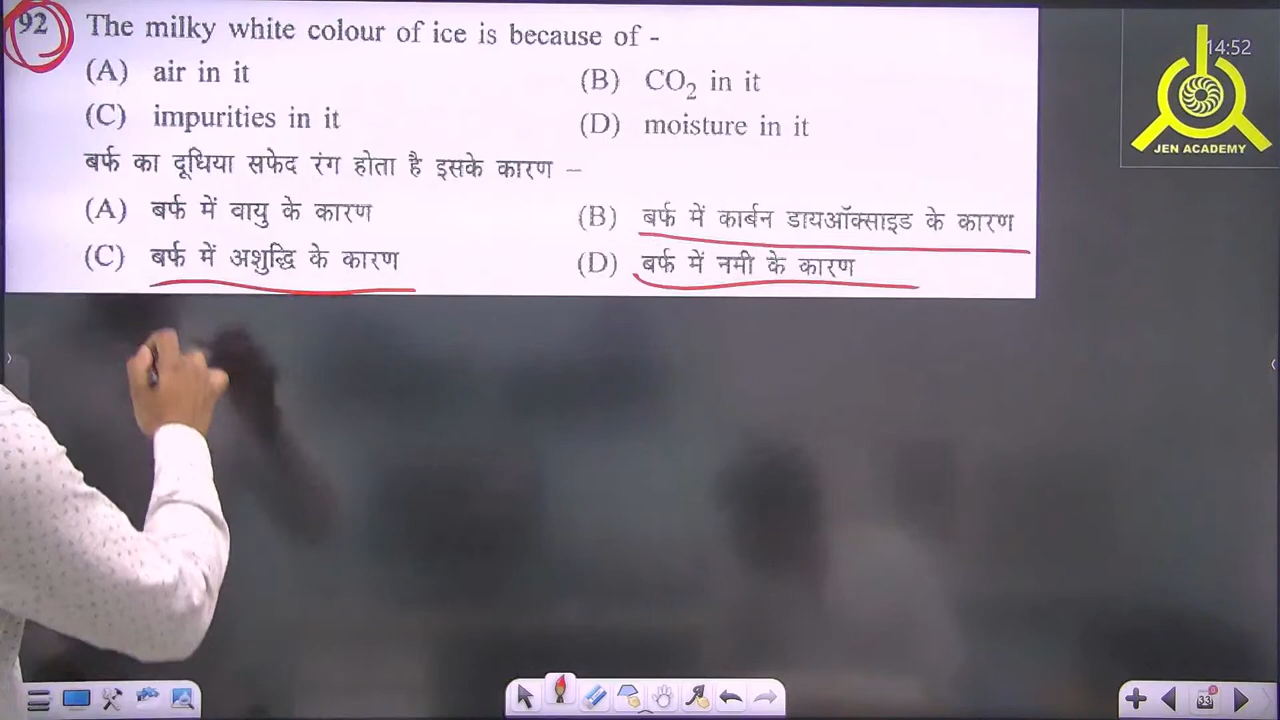 92 The milky white colour of ice is because of -
(A) air in it (B) CO₂ in it
(C) impurities in it (D) moisture in it
बर्फ का दूधिया सफेद रंग होता है इसके कारण –
(A) बर्फ में वायु के कारण (B) बर्फ में कार्बन डायऑक्साइड के कारण
(C) बर्फ में अशुद्धि के कारण (D) बर्फ में नमी के कारण
14:52
JEN ACADEMY
33